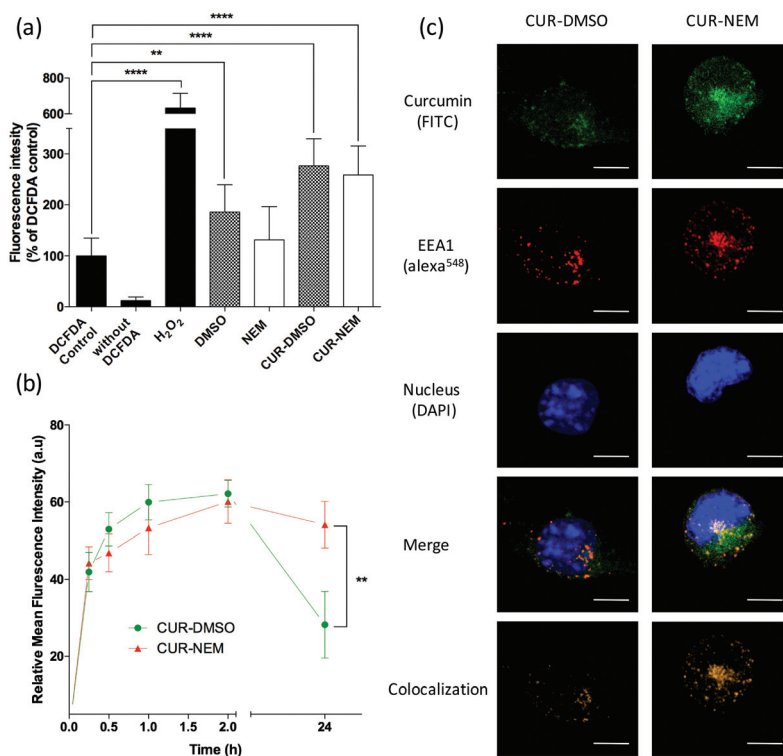 (a)
****
****
**
****
Fluorescence intesity
(% of DCFDA control)
800
600
300
200
100
0
DCFDA
Control
without
DCFDA
H₂O₂
DMSO
NEM
CUR-DMSO
CUR-NEM
(b)
Relative Mean Flurescence Intensity (a.u)
80
60
40
20
CUR-DMSO
CUR-NEM
**
0.0
0.5
1.0
1.5
2.0
24
Time (h)
(c)
CUR-DMSO
CUR-NEM
Curcumin
(FITC)
EEA1
(alexa⁵⁴⁸)
Nucleus
(DAPI)
Merge
Colocalization